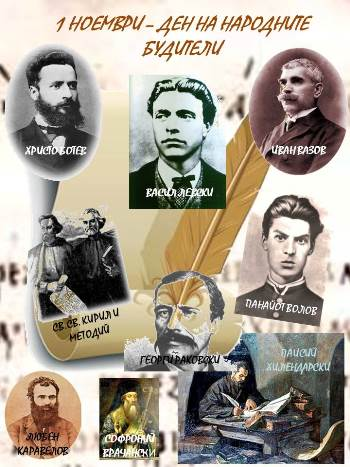 1 НОЕМВРИ - ДЕН НА НАРОДНИТЕ
БУДИТЕЛИ
ХРИСТО БОТЕВ
ВАСИЛ ЛЕВСКИ
ИВАН ВАЗОВ
СВ. СВ. КИРИЛ И
МЕТОДИЙ
ПАНАЙОТ ВОЛОВ
ГЕОРГИ РАКОВСКИ
ПАИСИЙ
ХИЛЕНДАРСКИ
ЛЮБЕН
КАРАВЕЛОВ
СОФРОНИЙ
ВРАЧАНСКИ